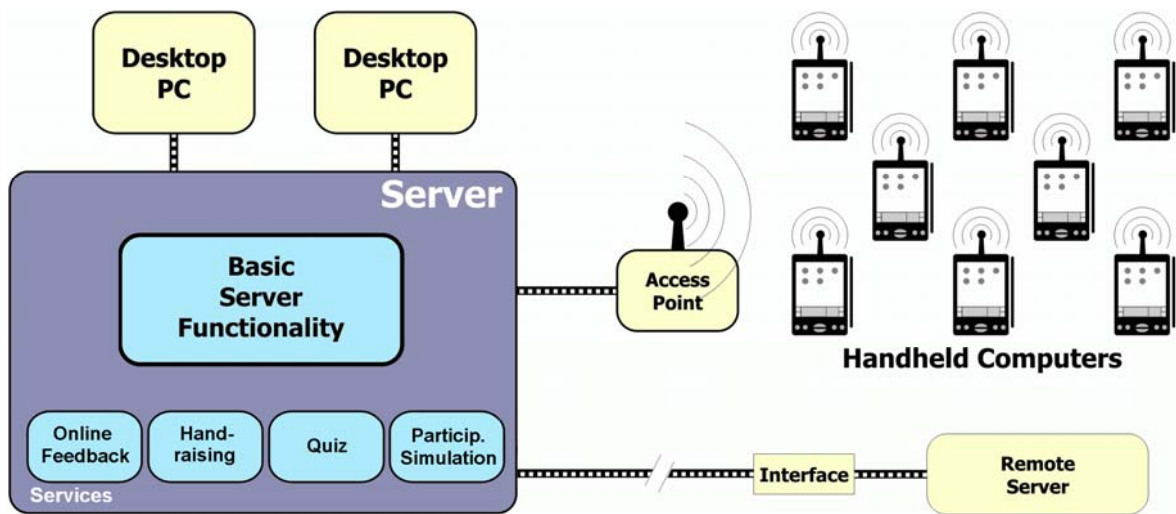 Desktop
PC
Desktop
PC
Server
Basic
Server
Functionality
Access
Point
Handheld Computers
Online
Feedback
Hand-
raising
Quiz
Particip.
Simulation
Services
Interface
Remote
Server